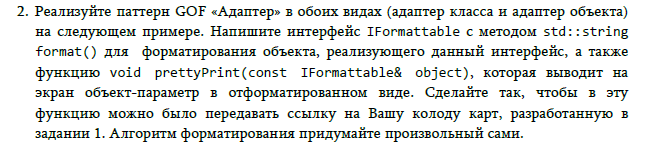 2. Реализуйте паттерн GOF «Адаптер» в обоих видах (адаптер класса и адаптер объекта)
на следующем примере. Напишите интерфейс IFormattable с методом std::string
format() для форматирования объекта, реализующего данный интерфейс, а также
функцию void prettyPrint(const IFormattable& object), которая выводит на
экран объект-параметр в отформатированном виде. Сделайте так, чтобы в эту
функцию можно было передавать ссылку на Вашу колоду карт, разработанную в
задании 1. Алгоритм форматирования придумайте произвольный сами.